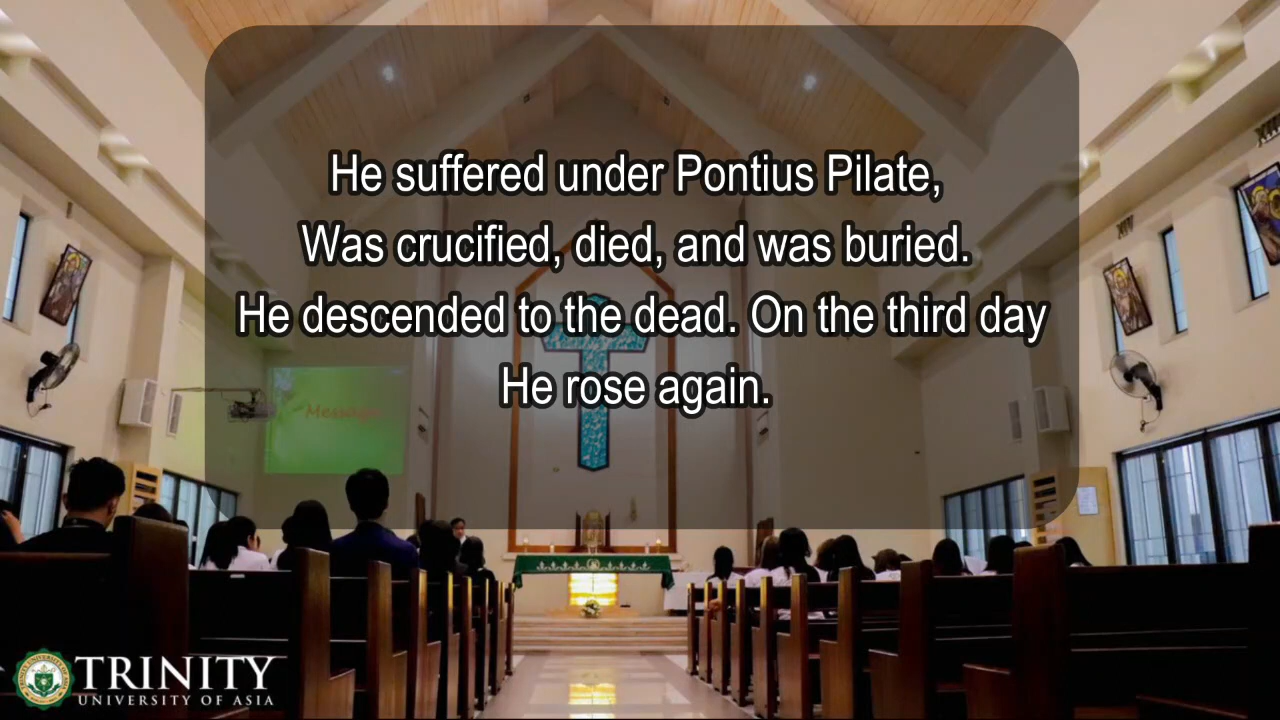 He suffered under Pontius Pilate,
Was crucified, died, and was buried.
He descended to the dead. On the third day
He rose again.
Message
TRINITY
UNIVERSITY OF ASIA